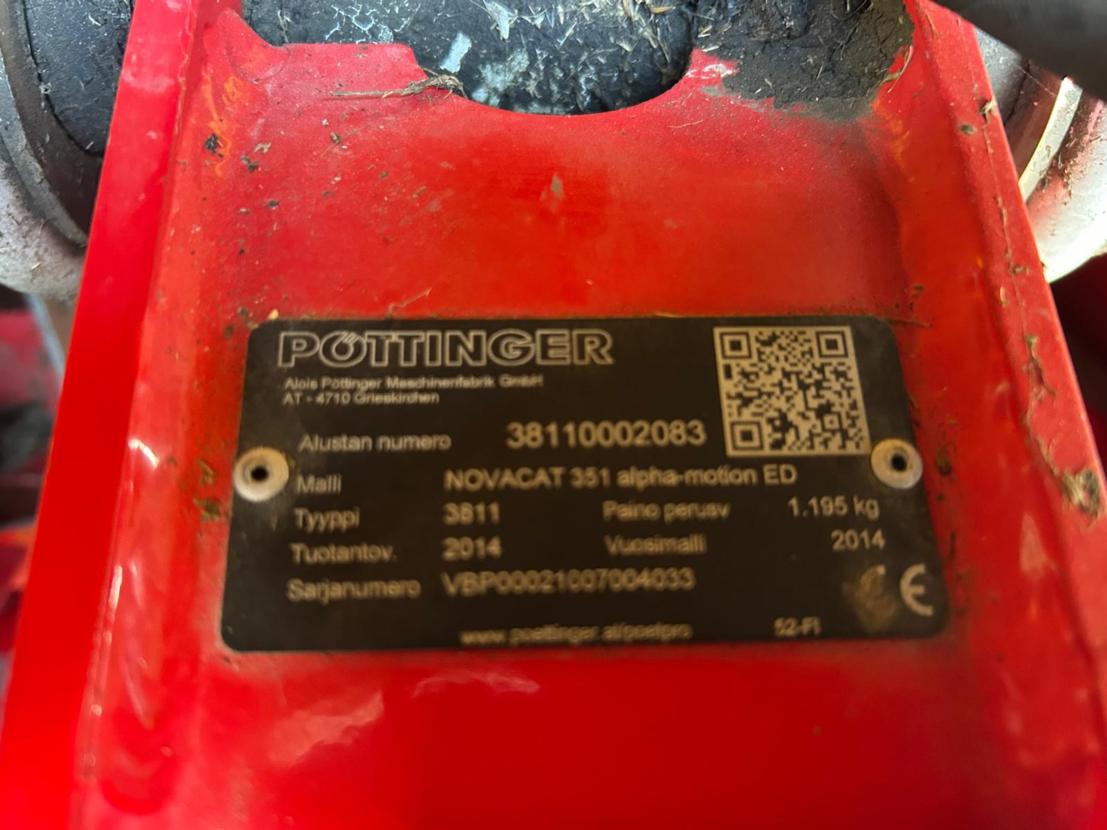 PÖTTINGER
Alois Pöttinger Maschinenfabrik GmbH
AT - 4710 Grieskirchen
Alustan numero 38110002083
Malli NOVACAT 351 alpha-motion ED
Tyyppi 3811 Paino perusv 1.195 kg
Tuotantov. 2014 Vuosimalli 2014
Sarjanumero VBP00021007004033
CE
www.poettinger.at/poetpro 52-FI